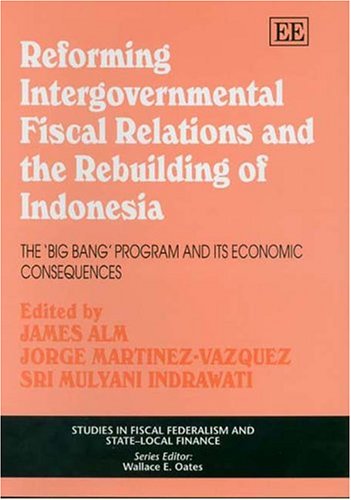 EE
Reforming
Intergovernmental
Fiscal Relations and
the Rebuilding of
Indonesia
THE 'BIG BANG' PROGRAM AND ITS ECONOMIC
CONSEQUENCES
Edited by
JAMES ALM
JORGE MARTINEZ-VAZQUEZ
SRI MULYANI INDRAWATI
STUDIES IN FISCAL FEDERALISM AND
STATE–LOCAL FINANCE
Series Editor:
Wallace E. Oates